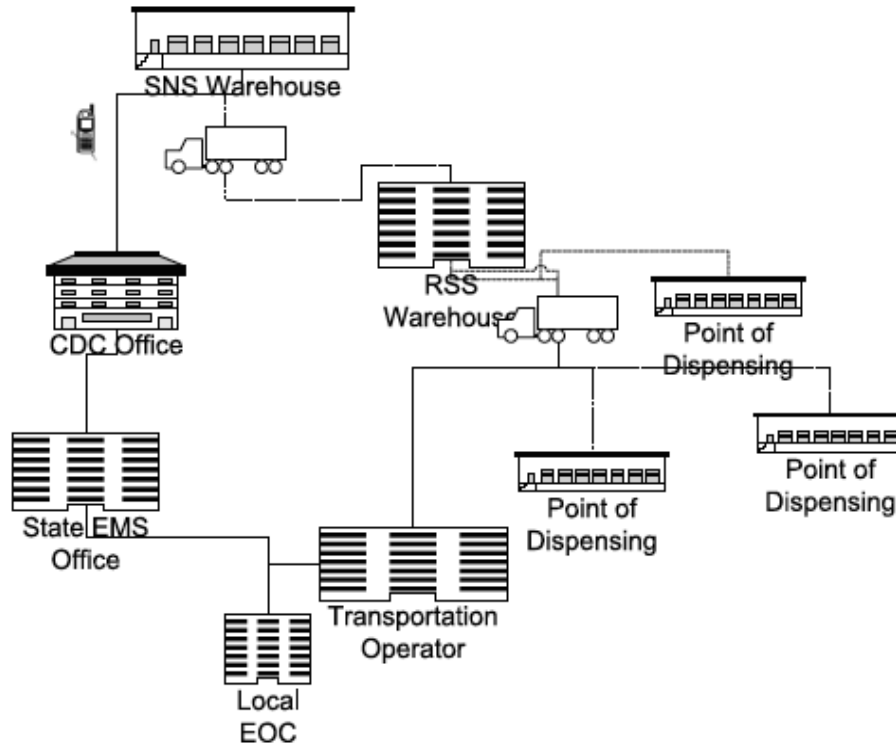 SNS Warehouse
RSS
Warehouse
CDC Office
Point of
Dispensing
Point of
Dispensing
Point of
Dispensing
State EMS
Office
Transportation
Operator
Local
EOC